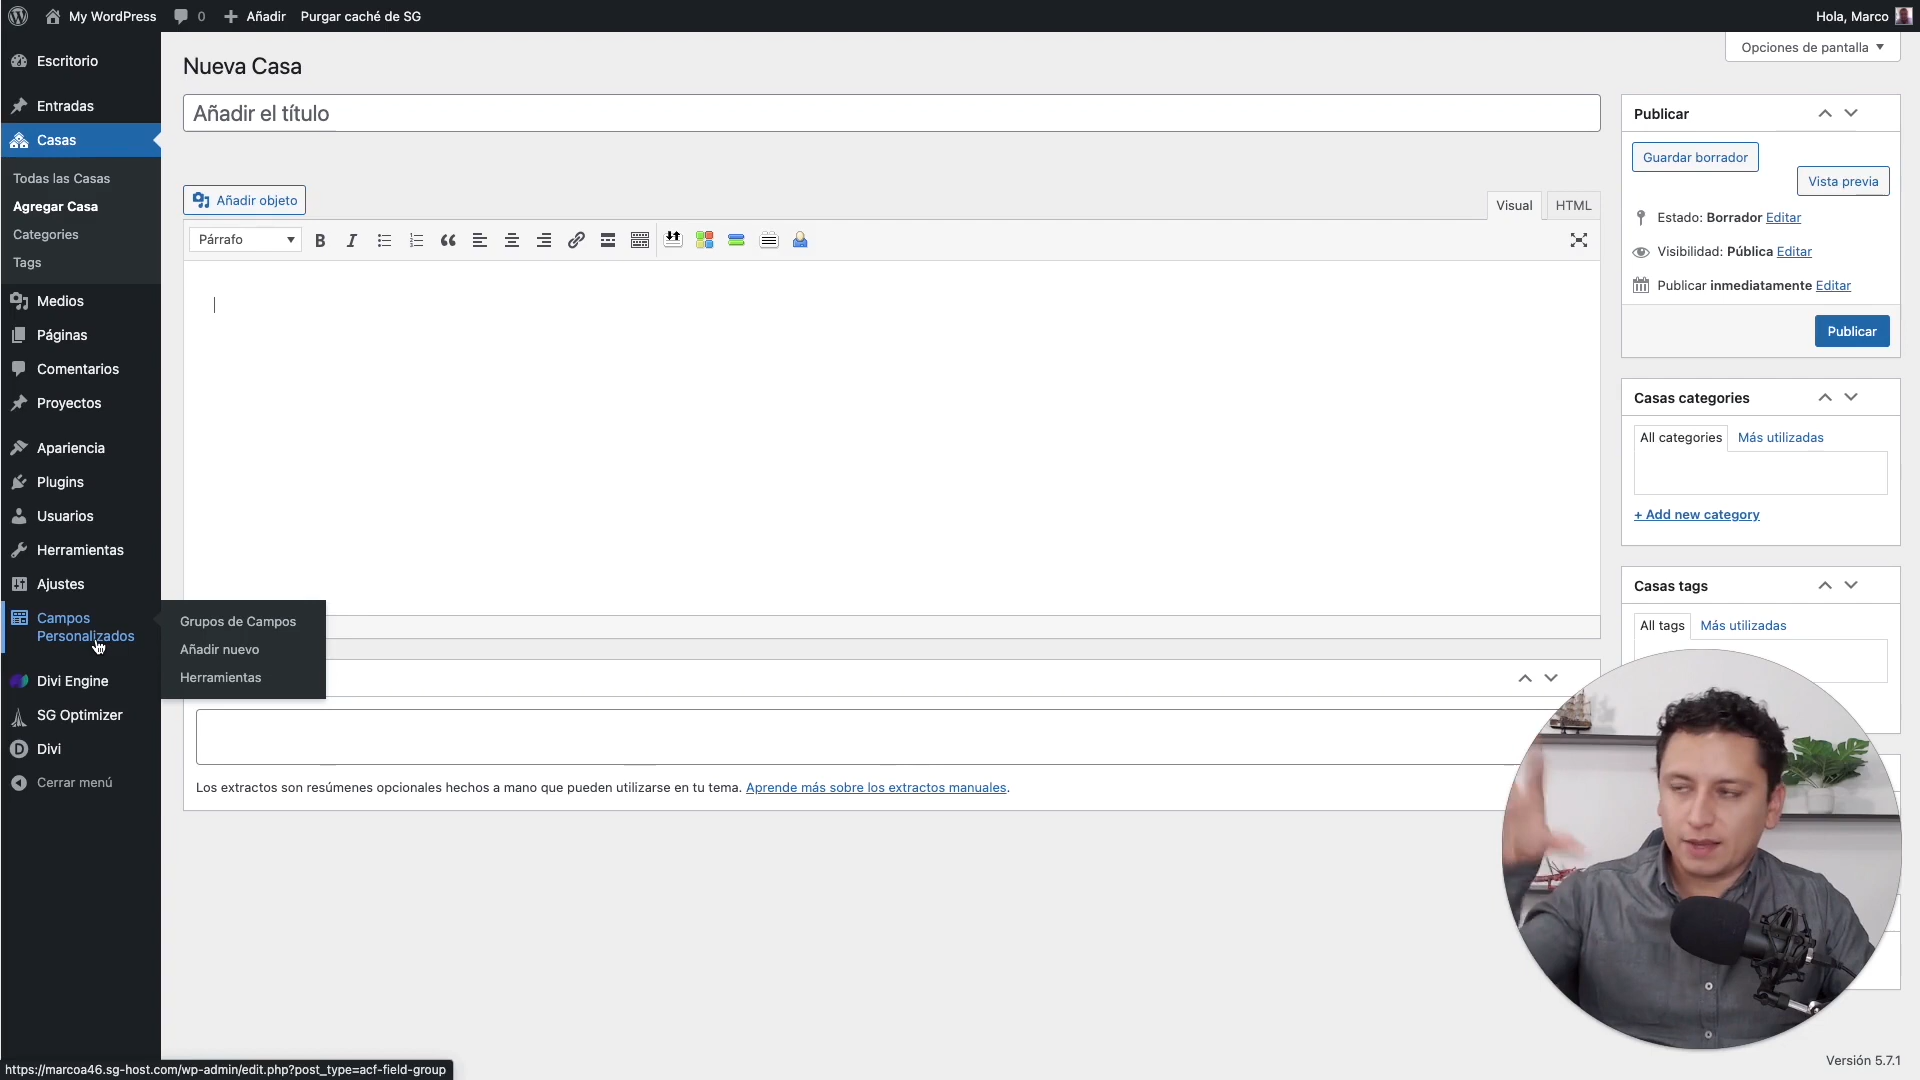 My WordPress
0
Añadir
Purgar caché de SG
Hola, Marco
Opciones de pantalla
Escritorio
Entradas
Casas
Todas las Casas
Agregar Casa
Categories
Tags
Medios
Páginas
Comentarios
Proyectos
Apariencia
Plugins
Usuarios
Herramientas
Ajustes
Campos
Personalizados
Divi Engine
SG Optimizer
Divi
Cerrar menú
Grupos de Campos
Añadir nuevo
Herramientas
Nueva Casa
Añadir el título
Añadir objeto
Visual
HTML
Párrafo
Los extractos son resúmenes opcionales hechos a mano que pueden utilizarse en tu tema. Aprende más sobre los extractos manuales.
Publicar
Guardar borrador
Vista previa
Estado: Borrador Editar
Visibilidad: Pública Editar
Publicar inmediatamente Editar
Publicar
Casas categories
All categories
Más utilizadas
+ Add new category
Casas tags
All tags
Más utilizadas
Versión 5.7.1
https://marcoa46.sg-host.com/wp-admin/edit.php?post_type=acf-field-group